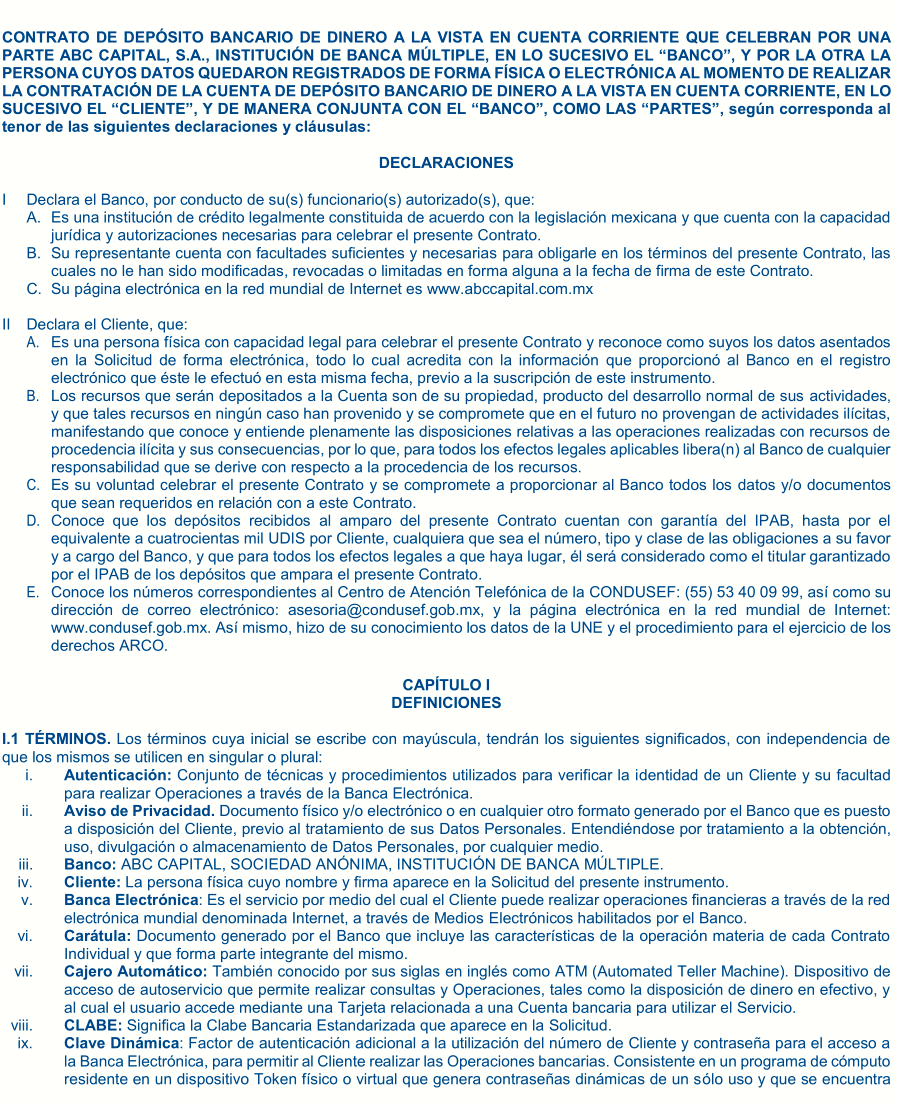 CONTRATO DE DEPÓSITO BANCARIO DE DINERO A LA VISTA EN CUENTA CORRIENTE QUE CELEBRAN POR UNA
PARTE ABC CAPITAL, S.A., INSTITUCIÓN DE BANCA MÚLTIPLE, EN LO SUCESIVO EL “BANCO”, Y POR LA OTRA LA
PERSONA CUYOS DATOS QUEDARON REGISTRADOS DE FORMA FÍSICA O ELECTRÓNICA AL MOMENTO DE REALIZAR
LA CONTRATACIÓN DE LA CUENTA DE DEPÓSITO BANCARIO DE DINERO A LA VISTA EN CUENTA CORRIENTE, EN LO
SUCESIVO EL “CLIENTE”, Y DE MANERA CONJUNTA CON EL “BANCO”, COMO LAS “PARTES”, según corresponda al
tenor de las siguientes declaraciones y cláusulas:
DECLARACIONES
I Declara el Banco, por conducto de su(s) funcionario(s) autorizado(s), que:
A. Es una institución de crédito legalmente constituida de acuerdo con la legislación mexicana y que cuenta con la capacidad
jurídica y autorizaciones necesarias para celebrar el presente Contrato.
B. Su representante cuenta con facultades suficientes y necesarias para obligarle en los términos del presente Contrato, las
cuales no le han sido modificadas, revocadas o limitadas en forma alguna a la fecha de firma de este Contrato.
C. Su página electrónica en la red mundial de Internet es www.abccapital.com.mx
II Declara el Cliente, que:
A. Es una persona física con capacidad legal para celebrar el presente Contrato y reconoce como suyos los datos asentados
en la Solicitud de forma electrónica, todo lo cual acredita con la información que proporcionó al Banco en el registro
electrónico que éste le efectuó en esta misma fecha, previo a la suscripción de este instrumento.
B. Los recursos que serán depositados a la Cuenta son de su propiedad, producto del desarrollo normal de sus actividades,
y que tales recursos en ningún caso han provenido y se compromete que en el futuro no provengan de actividades ilícitas,
manifestando que conoce y entiende plenamente las disposiciones relativas a las operaciones realizadas con recursos de
procedencia ilícita y sus consecuencias, por lo que, para todos los efectos legales aplicables libera(n) al Banco de cualquier
responsabilidad que se derive con respecto a la procedencia de los recursos.
C. Es su voluntad celebrar el presente Contrato y se compromete a proporcionar al Banco todos los datos y/o documentos
que sean requeridos en relación con a este Contrato.
D. Conoce que los depósitos recibidos al amparo del presente Contrato cuentan con garantía del IPAB, hasta por el
equivalente a cuatrocientas mil UDIS por Cliente, cualquiera que sea el número, tipo y clase de las obligaciones a su favor
y a cargo del Banco, y que para todos los efectos legales a que haya lugar, él será considerado como el titular garantizado
por el IPAB de los depósitos que ampara el presente Contrato.
E. Conoce los números correspondientes al Centro de Atención Telefónica de la CONDUSEF: (55) 53 40 09 99, así como su
dirección de correo electrónico: asesoria@condusef.gob.mx, y la página electrónica en la red mundial de Internet:
www.condusef.gob.mx. Así mismo, hizo de su conocimiento los datos de la UNE y el procedimiento para el ejercicio de los
derechos ARCO.
CAPÍTULO I
DEFINICIONES
I.1 TÉRMINOS. Los términos cuya inicial se escribe con mayúscula, tendrán los siguientes significados, con independencia de
que los mismos se utilicen en singular o plural:
i. Autenticación: Conjunto de técnicas y procedimientos utilizados para verificar la identidad de un Cliente y su facultad
para realizar Operaciones a través de la Banca Electrónica.
ii. Aviso de Privacidad. Documento físico y/o electrónico o en cualquier otro formato generado por el Banco que es puesto
a disposición del Cliente, previo al tratamiento de sus Datos Personales. Entendiéndose por tratamiento a la obtención,
uso, divulgación o almacenamiento de Datos Personales, por cualquier medio.
iii. Banco: ABC CAPITAL, SOCIEDAD ANÓNIMA, INSTITUCIÓN DE BANCA MÚLTIPLE.
iv. Cliente: La persona física cuyo nombre y firma aparece en la Solicitud del presente instrumento.
v. Banca Electrónica: Es el servicio por medio del cual el Cliente puede realizar operaciones financieras a través de la red
electrónica mundial denominada Internet, a través de Medios Electrónicos habilitados por el Banco.
vi. Carátula: Documento generado por el Banco que incluye las características de la operación materia de cada Contrato
Individual y que forma parte integrante del mismo.
vii. Cajero Automático: También conocido por sus siglas en inglés como ATM (Automated Teller Machine). Dispositivo de
acceso de autoservicio que permite realizar consultas y Operaciones, tales como la disposición de dinero en efectivo, y
al cual el usuario accede mediante una Tarjeta relacionada a una Cuenta bancaria para utilizar el Servicio.
viii. CLABE: Significa la Clabe Bancaria Estandarizada que aparece en la Solicitud.
ix. Clave Dinámica: Factor de autenticación adicional a la utilización del número de Cliente y contraseña para el acceso a
la Banca Electrónica, para permitir al Cliente realizar las Operaciones bancarias. Consistente en un programa de cómputo
residente en un dispositivo Token físico o virtual que genera contraseñas dinámicas de un sólo uso y que se encuentra